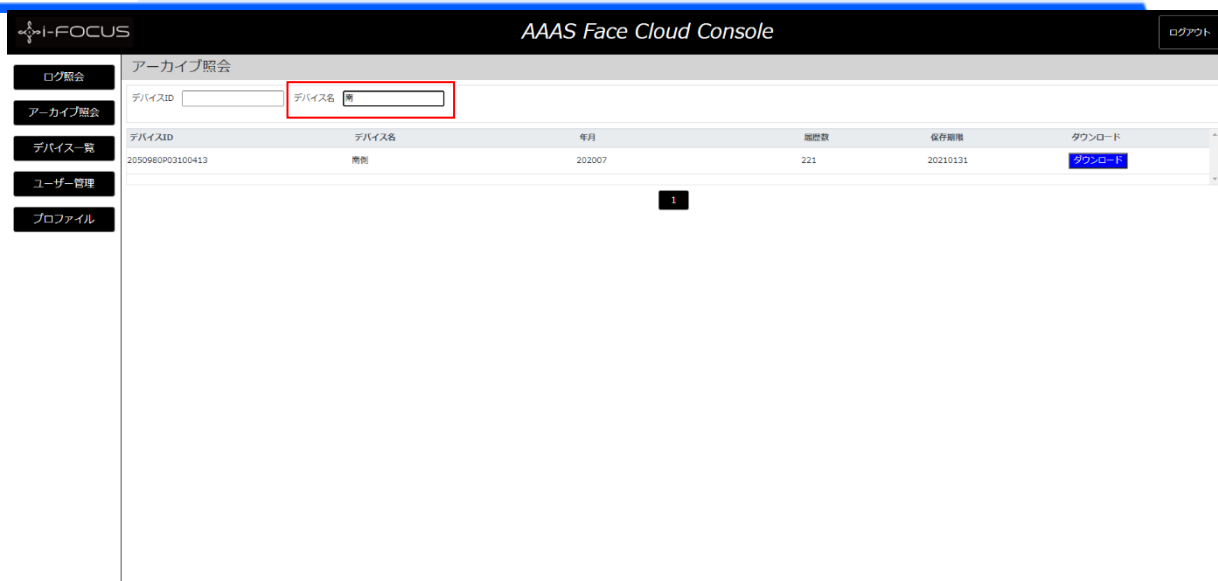 i-FOCUS
AAAS Face Cloud Console
ログアウト
ログ照会
アーカイブ照会
デバイス一覧
ユーザー管理
プロファイル
アーカイブ照会
デバイスID デバイス名 南
デバイスID デバイス名 年月 履歴数 保存期限 ダウンロード
2050980P03100413 南側 202007 221 20210131 ダウンロード
1